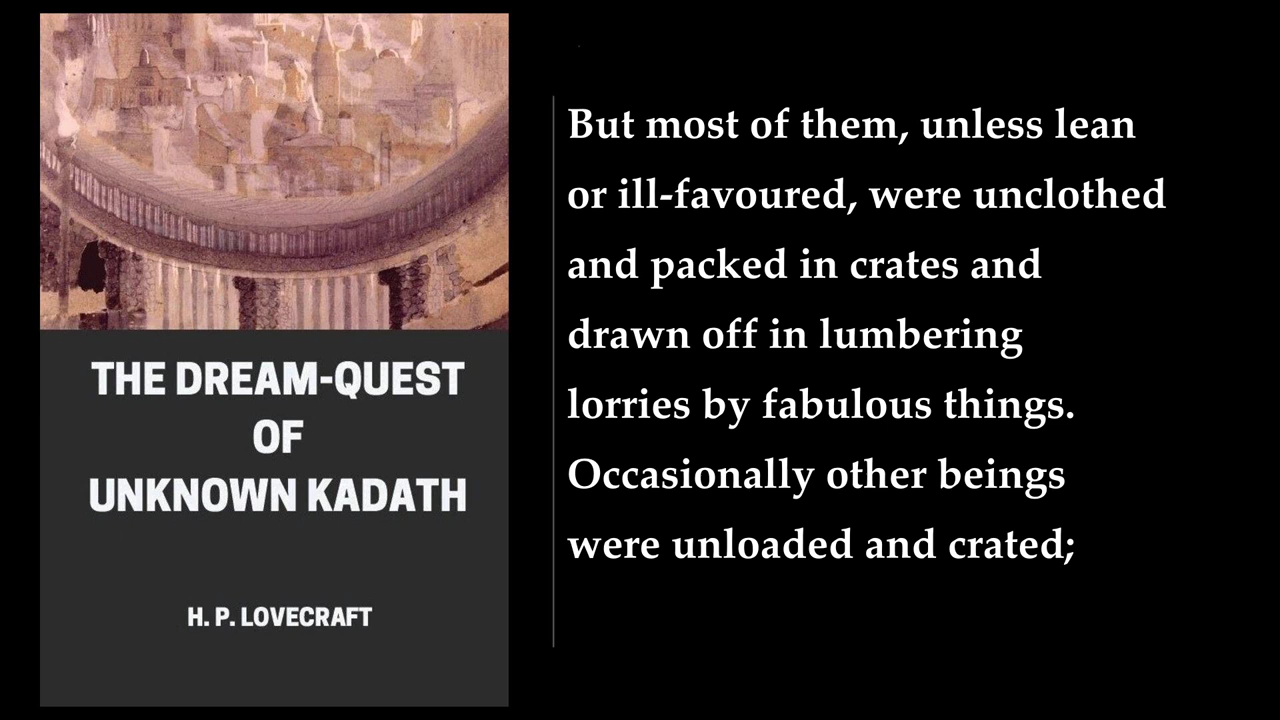 THE DREAM-QUEST
OF
UNKNOWN KADATH
H. P. LOVECRAFT
But most of them, unless lean
or ill-favoured, were unclothed
and packed in crates and
drawn off in lumbering
lorries by fabulous things.
Occasionally other beings
were unloaded and crated;